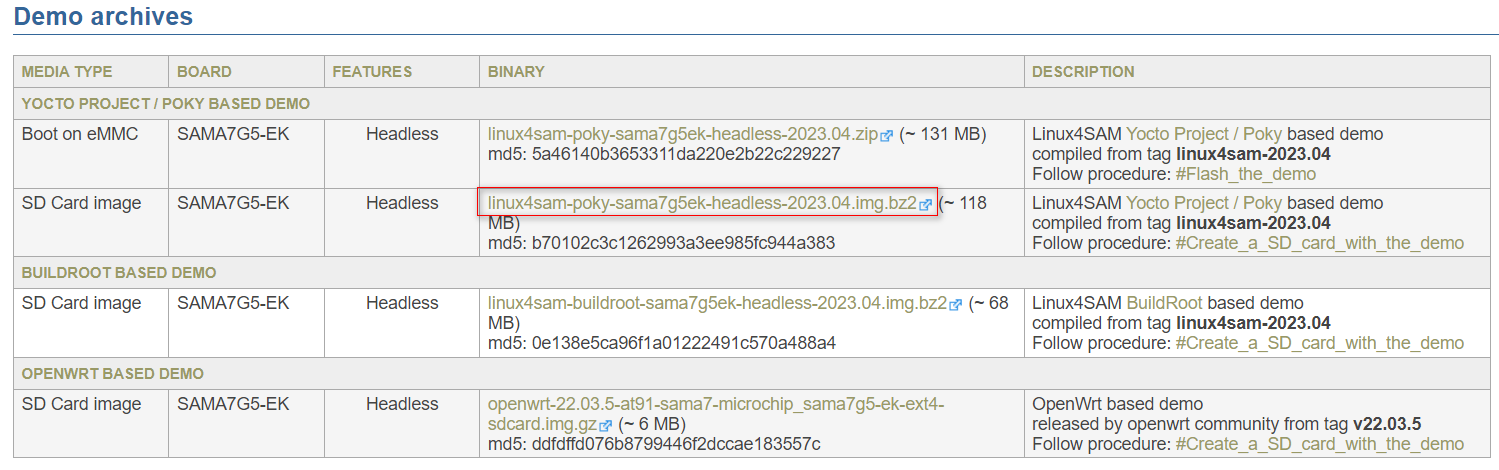 Demo archives
MEDIA TYPE BOARD FEATURES BINARY DESCRIPTION
YOCTO PROJECT / POKY BASED DEMO
Boot on eMMC SAMA7G5-EK Headless linux4sam-poky-sama7g5ek-headless-2023.04.zip (~ 131 MB) Linux4SAM Yocto Project / Poky based demo
md5: 5a46140b3653311da220e2b22c229227 compiled from tag linux4sam-2023.04
Follow procedure: #Flash_the_demo
SD Card image SAMA7G5-EK Headless linux4sam-poky-sama7g5ek-headless-2023.04.img.bz2 (~ 118 Linux4SAM Yocto Project / Poky based demo
MB) compiled from tag linux4sam-2023.04
md5: b70102c3c1262993a3ee985fc944a383 Follow procedure: #Create_a_SD_card_with_the_demo
BUILDROOT BASED DEMO
SD Card image SAMA7G5-EK Headless linux4sam-buildroot-sama7g5ek-headless-2023.04.img.bz2 (~ 68 Linux4SAM BuildRoot based demo
MB) compiled from tag linux4sam-2023.04
md5: 0e138e5ca96f1a01222491c570a488a4 Follow procedure: #Create_a_SD_card_with_the_demo
OPENWRT BASED DEMO
SD Card image SAMA7G5-EK Headless openwrt-22.03.5-at91-sama7-microchip_sama7g5-ek-ext4- OpenWrt based demo
sdcard.img.gz (~ 6 MB) released by openwrt community from tag v22.03.5
md5: ddfdffd076b8799446f2dccae183557c Follow procedure: #Create_a_SD_card_with_the_demo